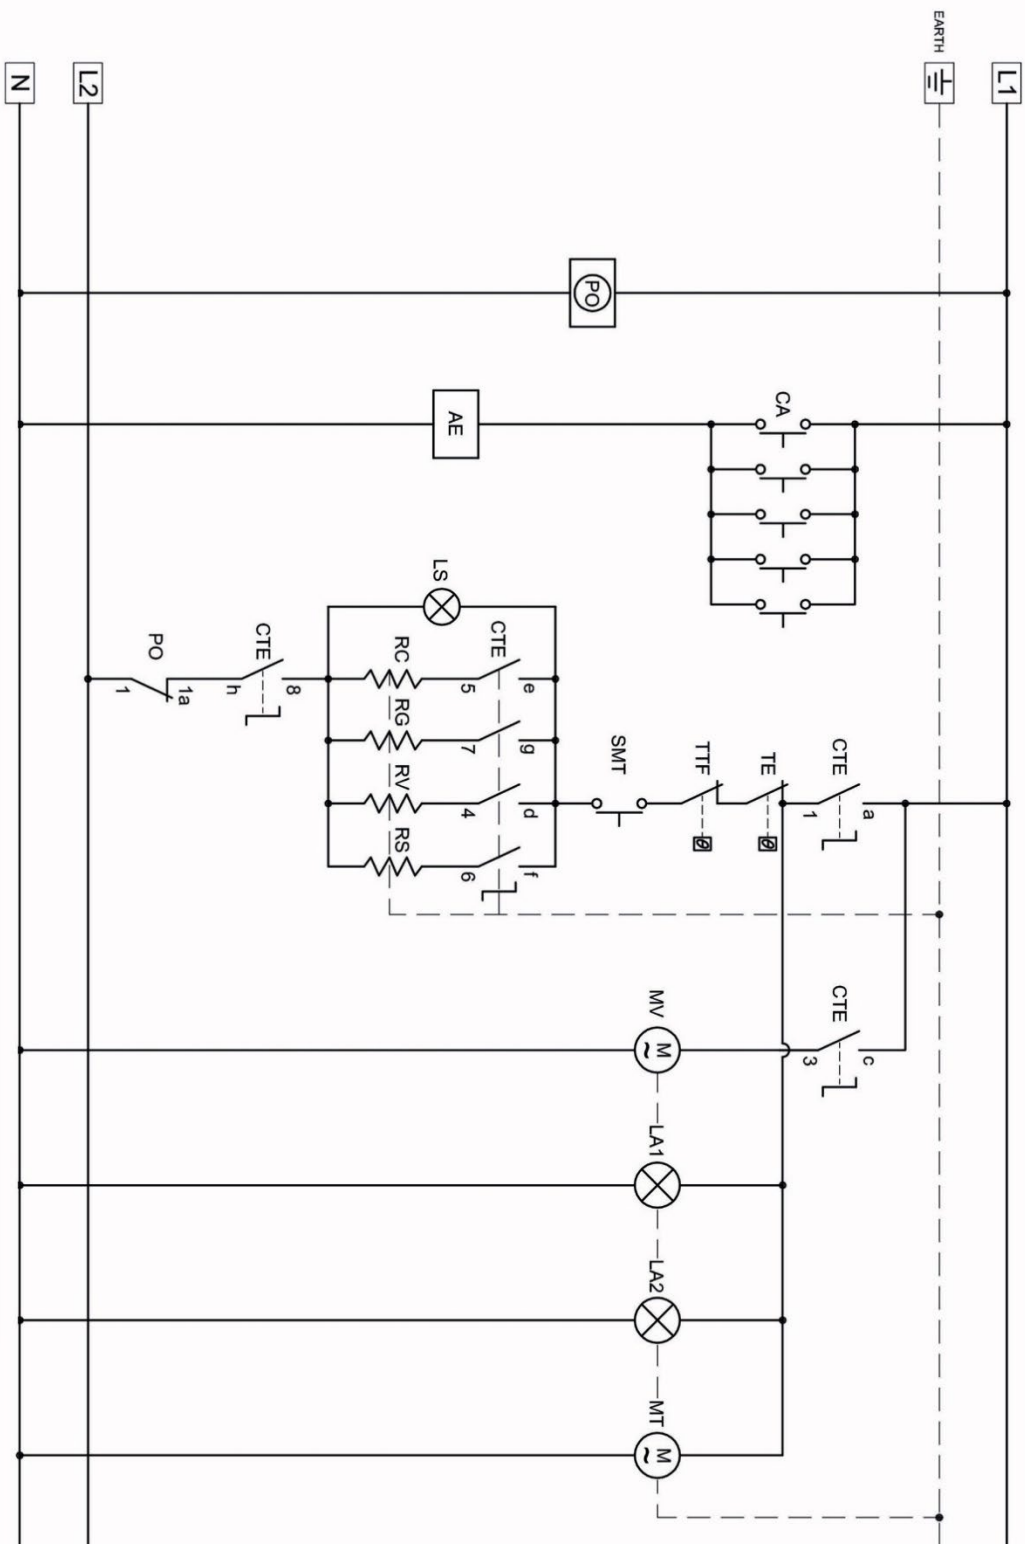 EARTH
L1
L2
N
PO
CA
AE
LS
CTE
RC
RG
RV
RS
5
e
7
g
4
d
6
f
CTE
8
h
PO
1a
1
SMT
TTF
θ
TE
θ
CTE
a
1
CTE
c
3
MV
M
~
LA1
LA2
MT
M
~